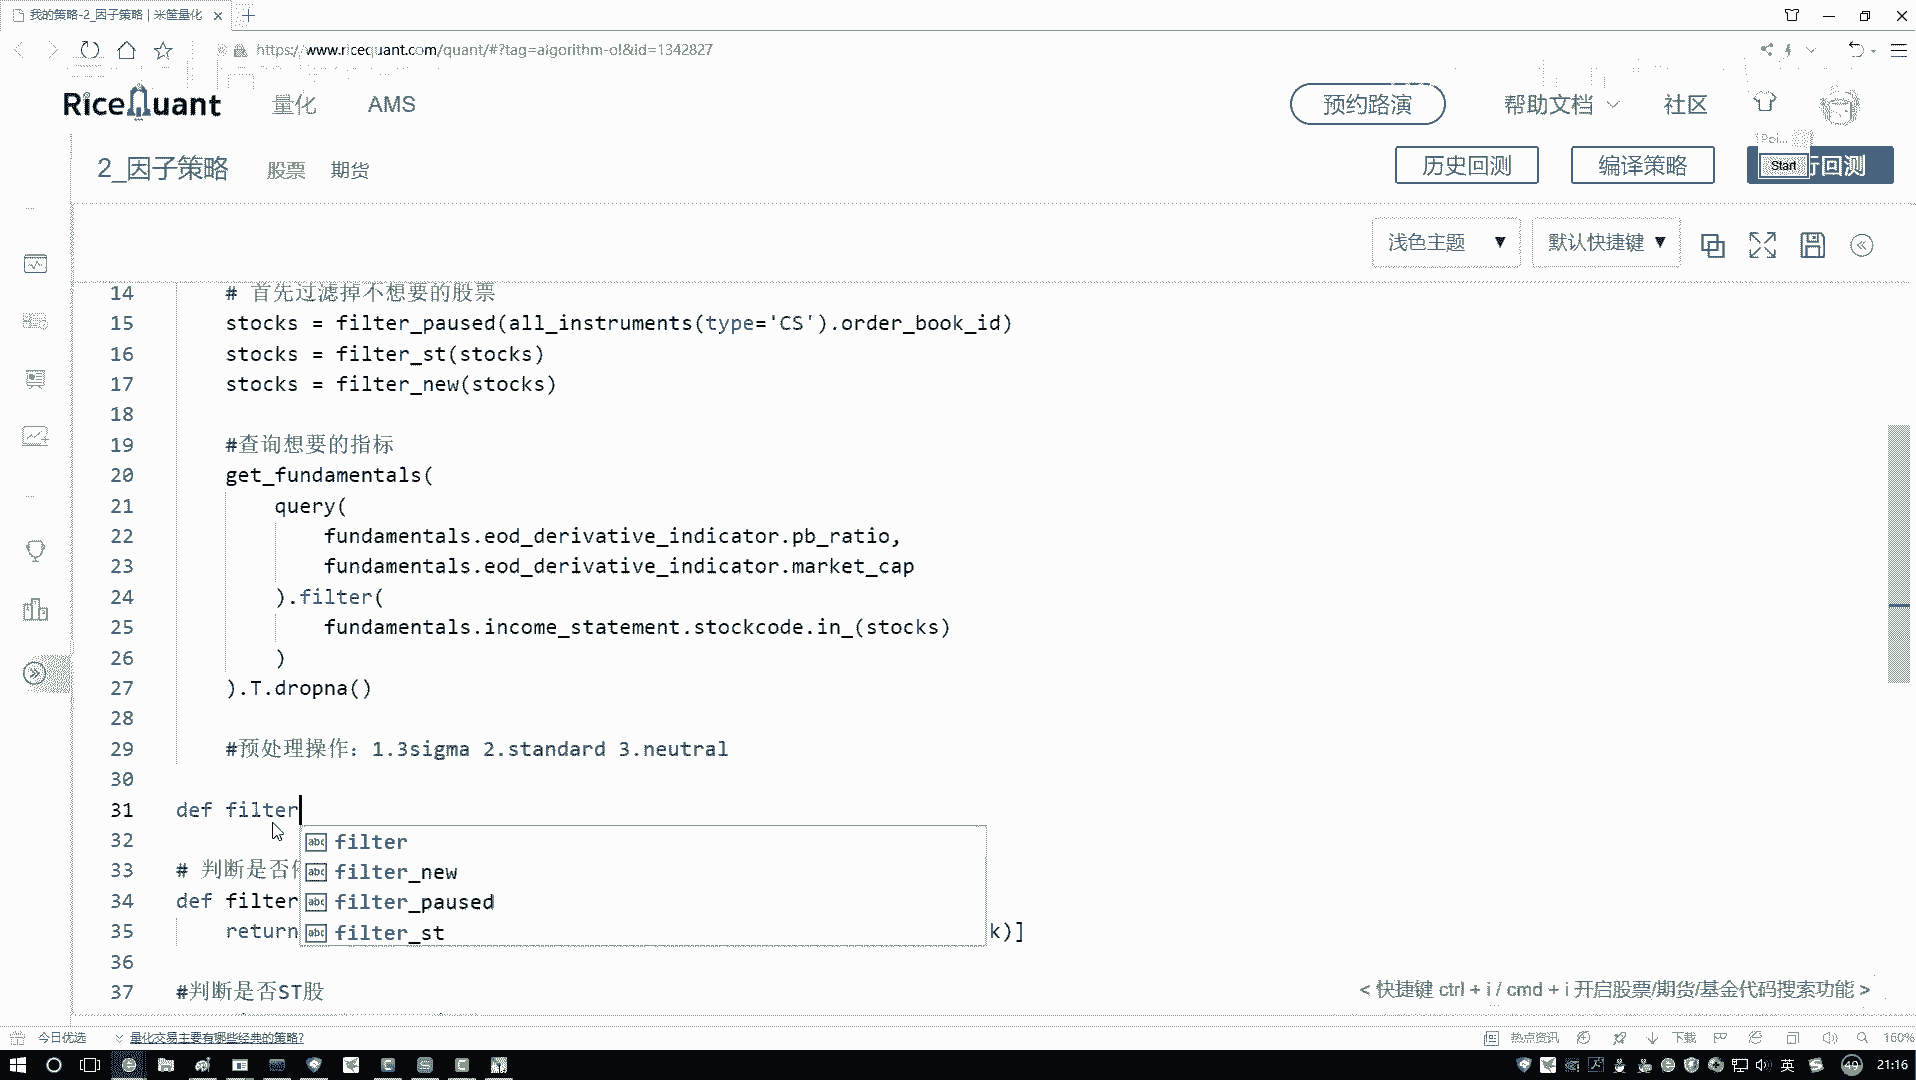 我的策略-2_因子策略 | 米筐量化
https://www.ricequant.com/quant/#?tag=algorithm-ol&id=1342827
RiceQuant 量化 AMS 预约路演 帮助文档 社区
2_因子策略 股票 期货 历史回测 编译策略 Start 行回测
浅色主题 默认快捷键
14 # 首先过滤掉不想要的股票
15 stocks = filter_paused(all_instruments(type='CS').order_book_id)
16 stocks = filter_st(stocks)
17 stocks = filter_new(stocks)
18
19 #查询想要的指标
20 get_fundamentals(
21 query(
22 fundamentals.eod_derivative_indicator.pb_ratio,
23 fundamentals.eod_derivative_indicator.market_cap
24 ).filter(
25 fundamentals.income_statement.stockcode.in_(stocks)
26 )
27 ).T.dropna()
28
29 #预处理操作：1.3sigma 2.standard 3.neutral
30
31 def filter
32 filter
33 # 判断是否 filter_new
34 def filter filter_paused
35 return filter_st k)]
36
37 #判断是否ST股
< 快捷键 ctrl + i / cmd + i 开启股票/期货/基金代码搜索功能 >
今日优选 量化交易主要有哪些经典的策略? 热点资讯 下载 160%
英 49 21:16